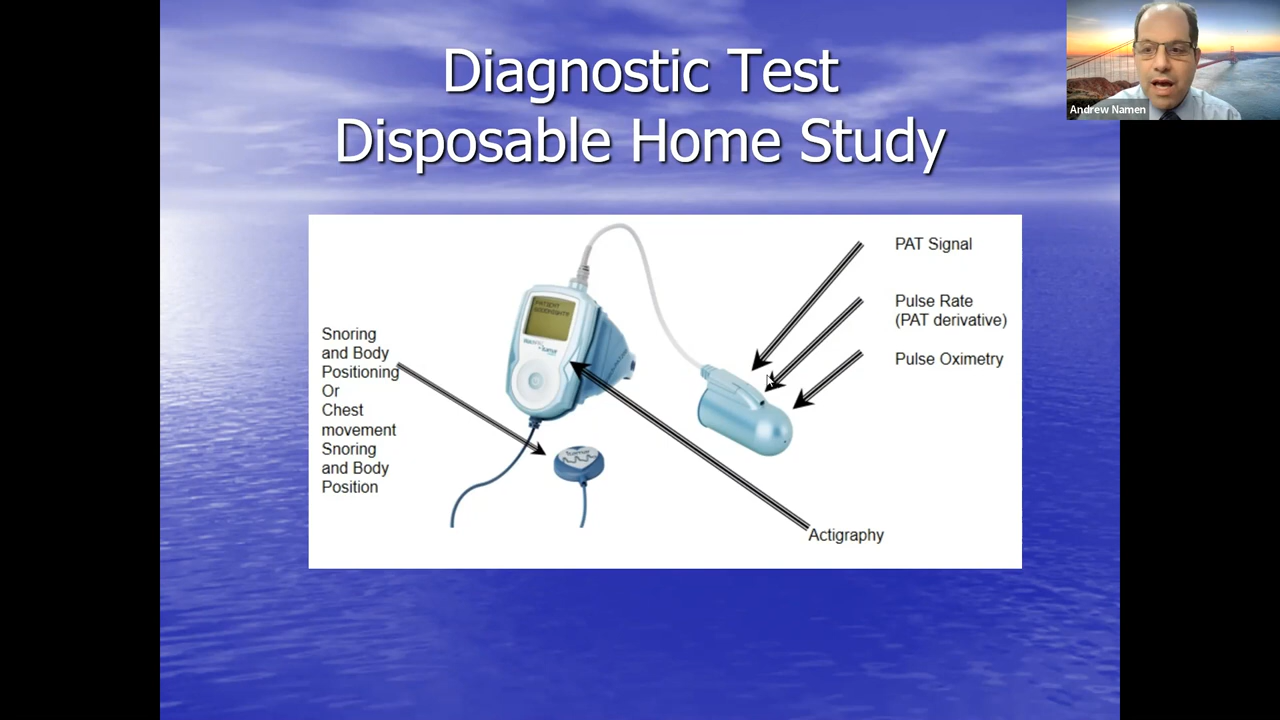 Diagnostic Test
Disposable Home Study
Andrew Namen
PAT Signal
Pulse Rate
(PAT derivative)
Pulse Oximetry
Snoring
and Body
Positioning
Or
Chest
movement
Snoring
and Body
Position
Actigraphy